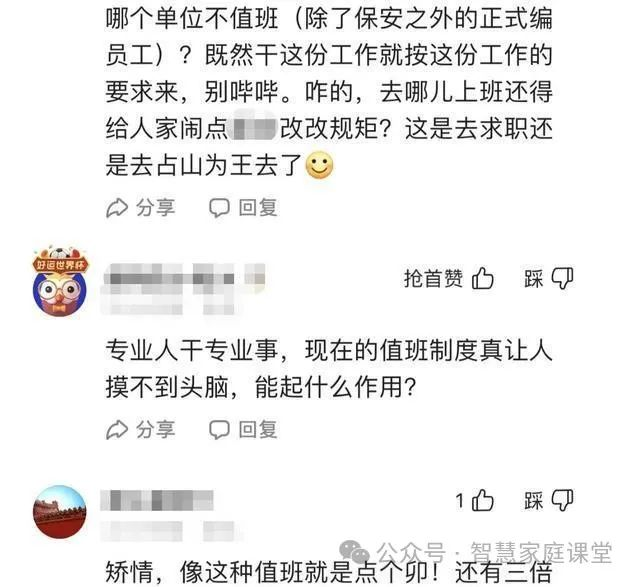 哪个单位不值班（除了保安之外的正式编
员工）？既然干这份工作就按这份工作的
要求来，别哔哔。咋的，去哪儿上班还得
给人家闹点 改改规矩？这是去求职还
是去占山为王去了
分享 回复
好运世界杯
抢首赞 踩
专业人干专业事，现在的值班制度真让人
摸不到头脑，能起什么作用？
分享 回复
1 踩
公众号·智慧家庭课堂
矫情，像这种值班就是点个卯！还有三倍